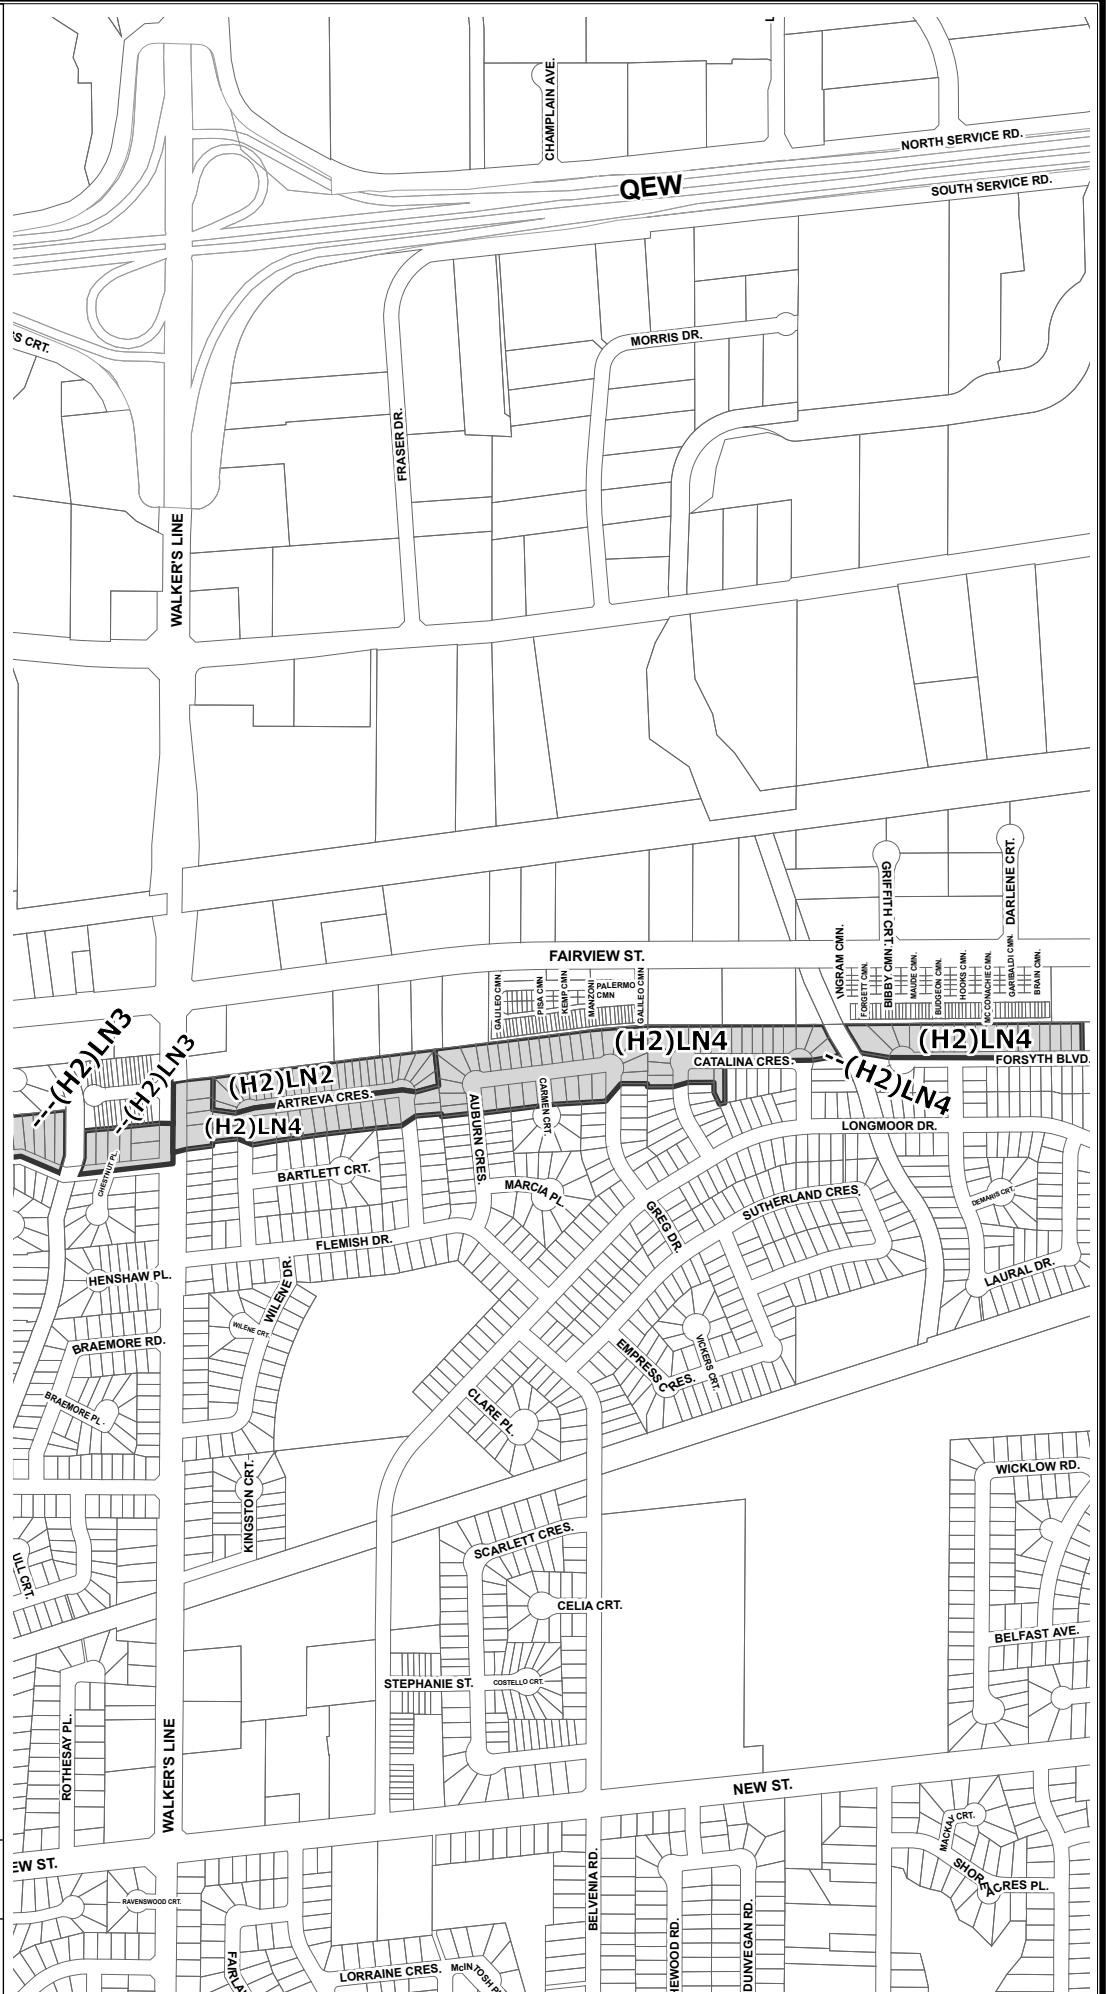 CHAMPLAIN AVE.
NORTH SERVICE RD.
QEW
SOUTH SERVICE RD.
MORRIS DR.
S CRT.
FRASER DR.
WALKER'S LINE
GRIFFITH CRT.
DARLENE CRT.
FAIRVIEW ST.
INGRAM CMN.
FORGETT CMN.
BIBBY CMN.
MAUDE CMN.
BUDGEON CMN.
HOOKS CMN.
MC CONACHIE CMN.
GARIBALDI CMN.
BRAIN CMN.
GALILEO CMN
PISA CMN
KEMP CMN
MANZONI
PALERMO
CMN
GALILEO CMN
---(H2)LN3
--(H2)LN3
(H2)LN2
(H2)LN4
(H2)LN4
(H2)LN4
--(H2)LN4
ARTREVA CRES.
CATALINA CRES.
FORSYTH BLVD.
AUBURN CRES.
CARMEN CRT.
LONGMOOR DR.
CHESTNUT PL.
BARTLETT CRT.
MARCIA PL.
SUTHERLAND CRES.
DEMARIS CRT.
GREG DR.
FLEMISH DR.
HENSHAW PL.
WILENE DR.
LAURAL DR.
WILENE CRT.
BRAEMORE RD.
EMPRESS CRES.
VICKERS CRT.
BRAEMORE PL.
CLARE PL.
KINGSTON CRT.
WICKLOW RD.
SCARLETT CRES.
ULL CRT.
CELIA CRT.
BELFAST AVE.
STEPHANIE ST.
COSTELLO CRT.
ROTHESAY PL.
WALKER'S LINE
NEW ST.
MACKAY CRT.
EW ST.
SHORE
ACRES PL.
RAVENSWOOD CRT.
BELVENIA RD.
HEWOOD RD.
DUNVEGAN RD.
FAIRLA
LORRAINE CRES.
McINTOSH P